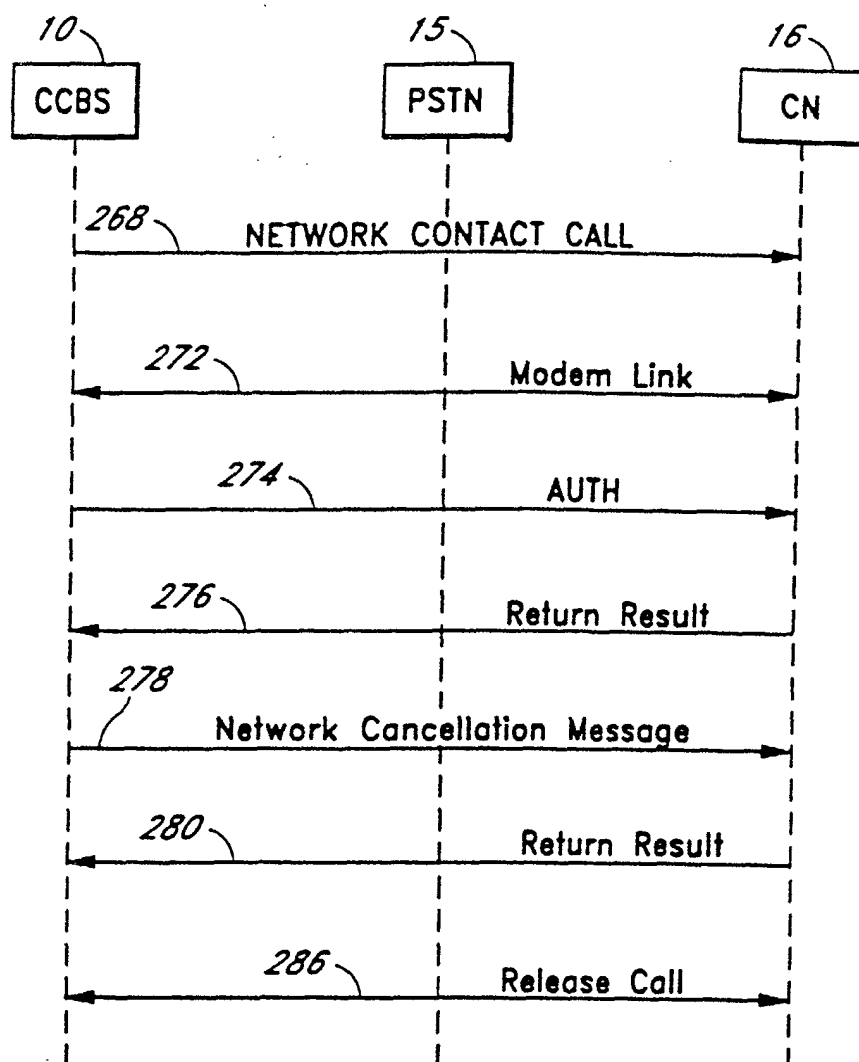 10 15 16
CCBS PSTN CN
268 NETWORK CONTACT CALL
272 Modem Link
274 AUTH
276 Return Result
278
Network Cancellation Message
280 Return Result
286 Release Call